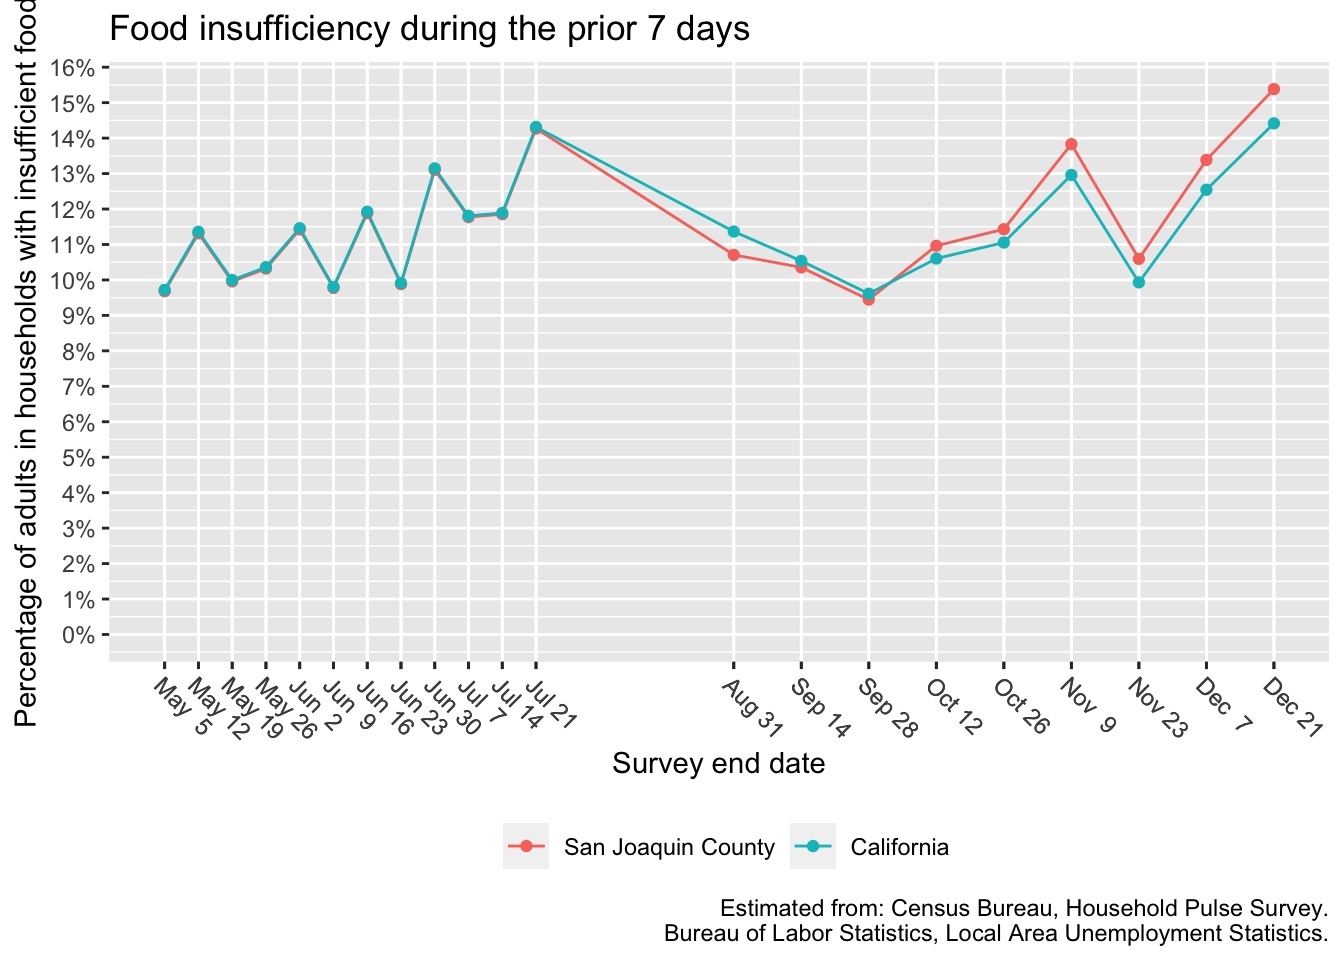 Food insufficiency during the prior 7 days
Percentage of adults in households with insufficient food
16%
15%
14%
13%
12%
11%
10%
9%
8%
7%
6%
5%
4%
3%
2%
1%
0%
May 5
May 12
May 19
May 26
Jun 2
Jun 9
Jun 16
Jun 23
Jun 30
Jul 7
Jul 14
Jul 21
Aug 31
Sep 14
Sep 28
Oct 12
Oct 26
Nov 9
Nov 23
Dec 7
Dec 21
Survey end date
San Joaquin County
California
Estimated from: Census Bureau, Household Pulse Survey.
Bureau of Labor Statistics, Local Area Unemployment Statistics.